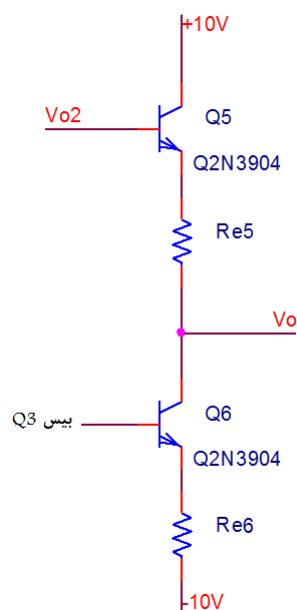 +10V
Vo2
Q5
Q2N3904
Re5
Vo
بیس Q3
Q6
Q2N3904
Re6
-10V